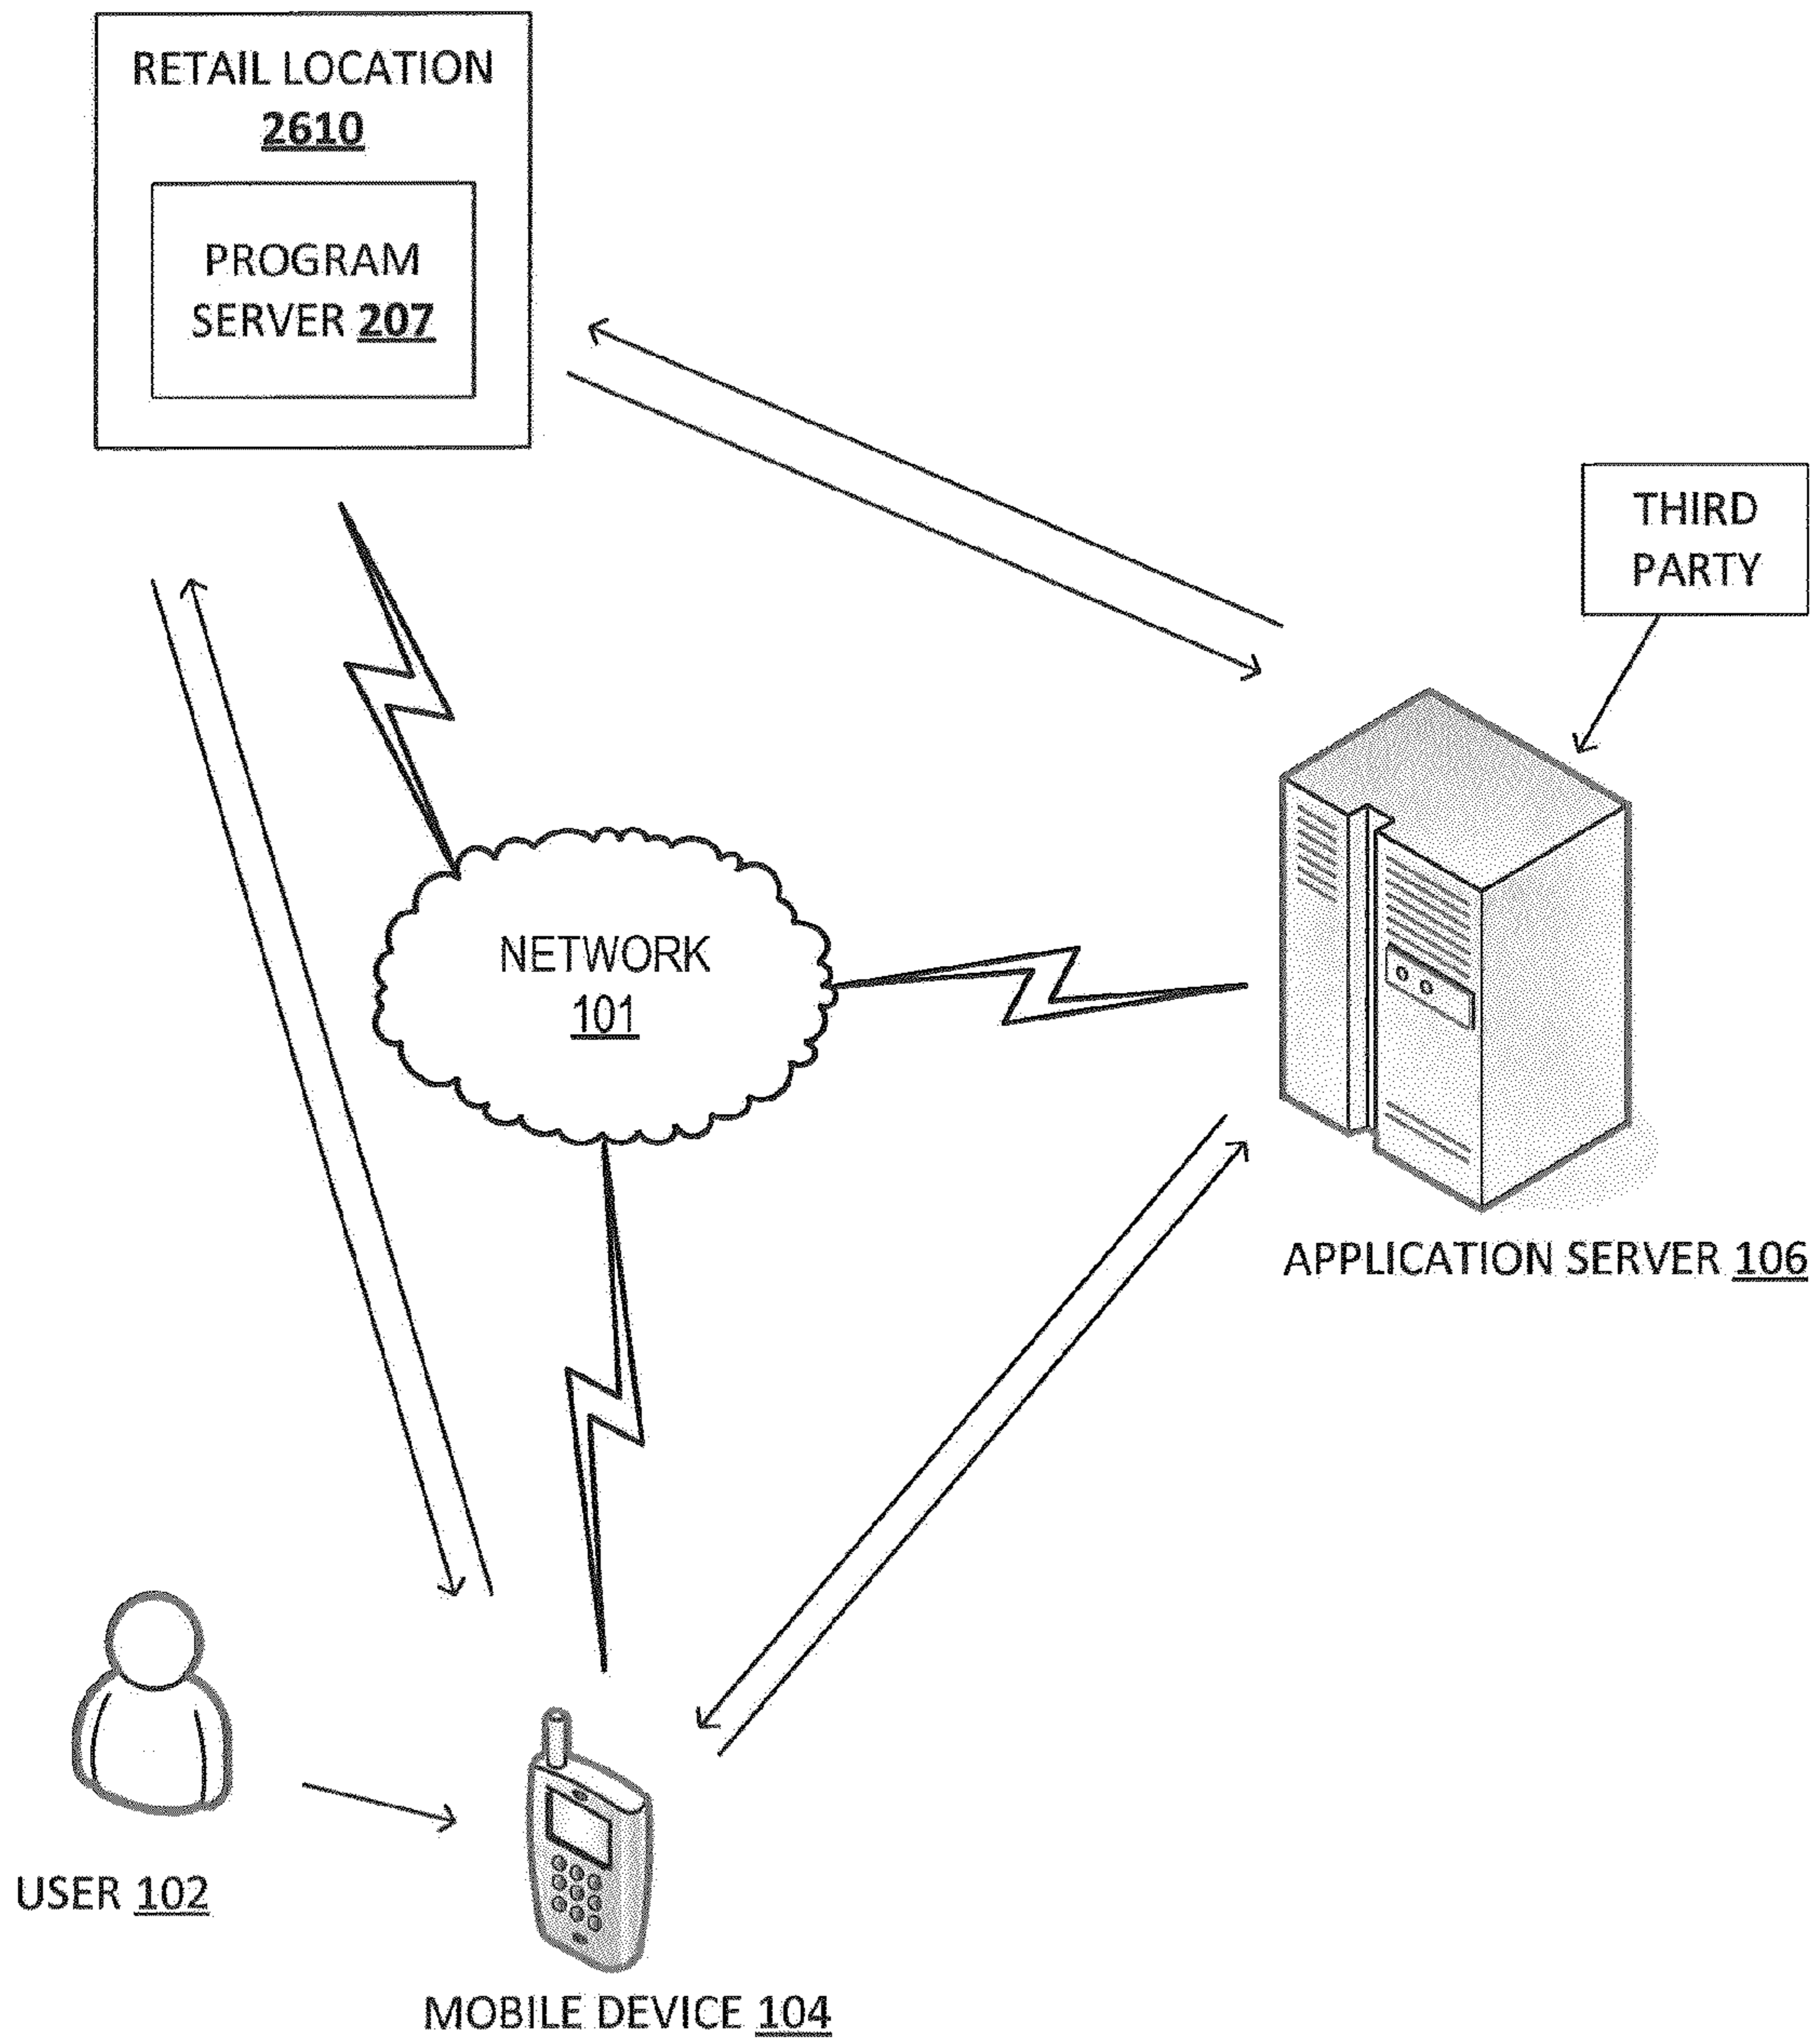 RETAIL LOCATION
2610
PROGRAM
SERVER 207
THIRD
PARTY
NETWORK
101
APPLICATION SERVER 106
USER 102
MOBILE DEVICE 104